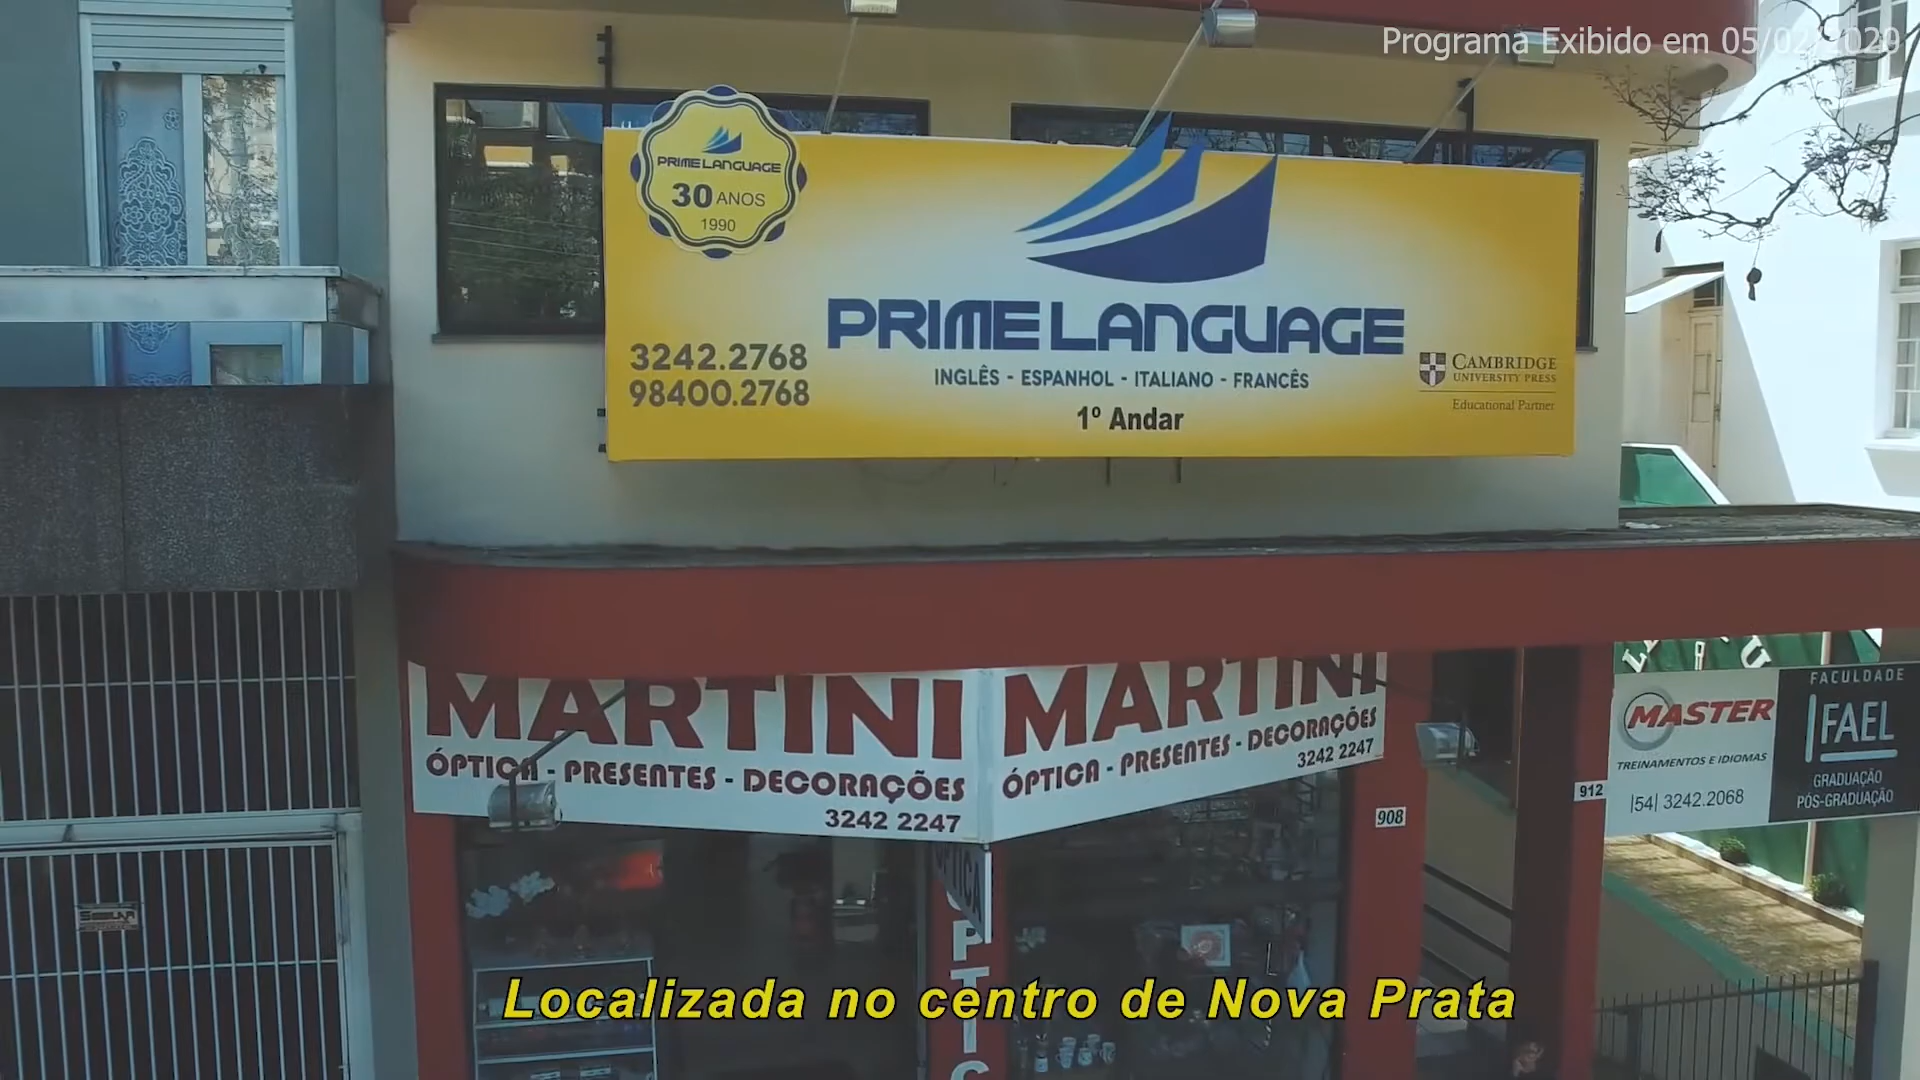 Programa Exibido em 05/02/2020
PRIME LANGUAGE
30 ANOS
1990
PRIME LANGUAGE
INGLÊS - ESPANHOL - ITALIANO - FRANCÊS
1º Andar
3242.2768
98400.2768
CAMBRIDGE
UNIVERSITY PRESS
Educational Partner
MARTINI
ÓPTICA - PRESENTES - DECORAÇÕES
3242 2247
MARTINI
ÓPTICA - PRESENTES - DECORAÇÕES
3242 2247
908
912
MASTER
TREINAMENTOS E IDIOMAS
|54| 3242.2068
FACULDADE
FAEL
GRADUAÇÃO
PÓS-GRADUAÇÃO
ÓPTICA
Localizada no centro de Nova Prata